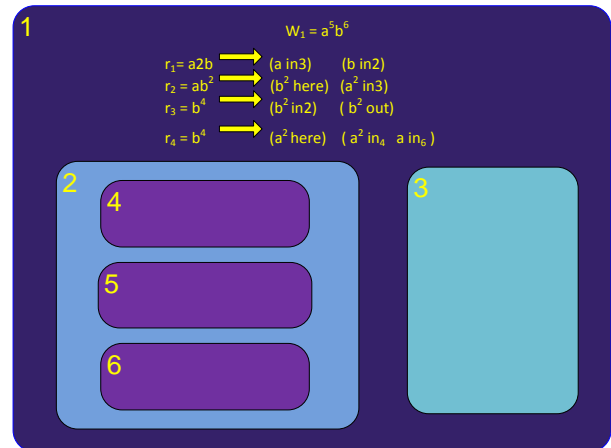 1
W₁ = a⁵b⁶
r₁= a2b (a in3) (b in2)
r₂ = ab² (b² here) (a² in3)
r₃ = b⁴ (b² in2) ( b² out)
r₄ = b⁴ (a² here) ( a² in₄ a in₆ )
2
4
5
6
3